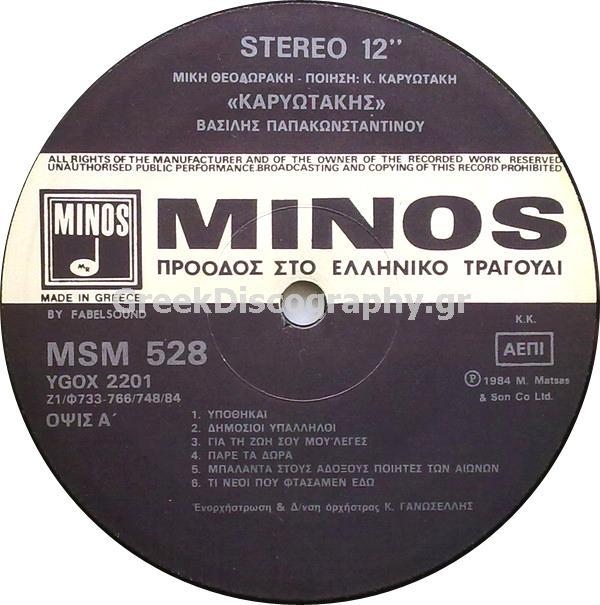 STEREO 12’’
ΜΙΚΗ ΘΕΟΔΩΡΑΚΗ - ΠΟΙΗΣΗ: Κ. ΚΑΡΥΩΤΑΚΗ
«ΚΑΡΥΩΤΑΚΗΣ»
ΒΑΣΙΛΗΣ ΠΑΠΑΚΩΝΣΤΑΝΤΙΝΟΥ
ALL RIGHTS OF THE MANUFACTURER AND OF THE OWNER OF THE RECORDED WORK RESERVED
UNAUTHORISED PUBLIC PERFORMANCE.BROADCASTING AND COPYING OF THIS RECORD PROHIBITED
MINOS
MR
MINOS
ΠΡΟΟΔΟΣ ΣΤΟ ΕΛΛΗΝΙΚΟ ΤΡΑΓΟΥΔΙ
MADE IN GREECE
GreekDiscography.gr
BY FABELSOUND
K.K.
MSM 528
ΑΕΠΙ
YGOX 2201
Ζ1/Φ733-766/748/84
Ⓟ 1984 M. Matsas
& Son Co Ltd.
ΟΨΙΣ Α΄
1. ΥΠΟΘΗΚΑΙ
2. ΔΗΜΟΣΙΟΙ ΥΠΑΛΛΗΛΟΙ
3. ΓΙΑ ΤΗ ΖΩΗ ΣΟΥ ΜΟΥ'ΛΕΓΕΣ
4. ΠΑΡΕ ΤΑ ΔΩΡΑ
5. ΜΠΑΛΑΝΤΑ ΣΤΟΥΣ ΑΔΟΞΟΥΣ ΠΟΙΗΤΕΣ ΤΩΝ ΑΙΩΝΩΝ
6. ΤΙ ΝΕΟΙ ΠΟΥ ΦΤΑΣΑΜΕΝ ΕΔΩ
Ἐνορχήστρωση & Δ/νση ὀρχήστρας Κ. ΓΑΝΩΣΕΛΛΗΣ